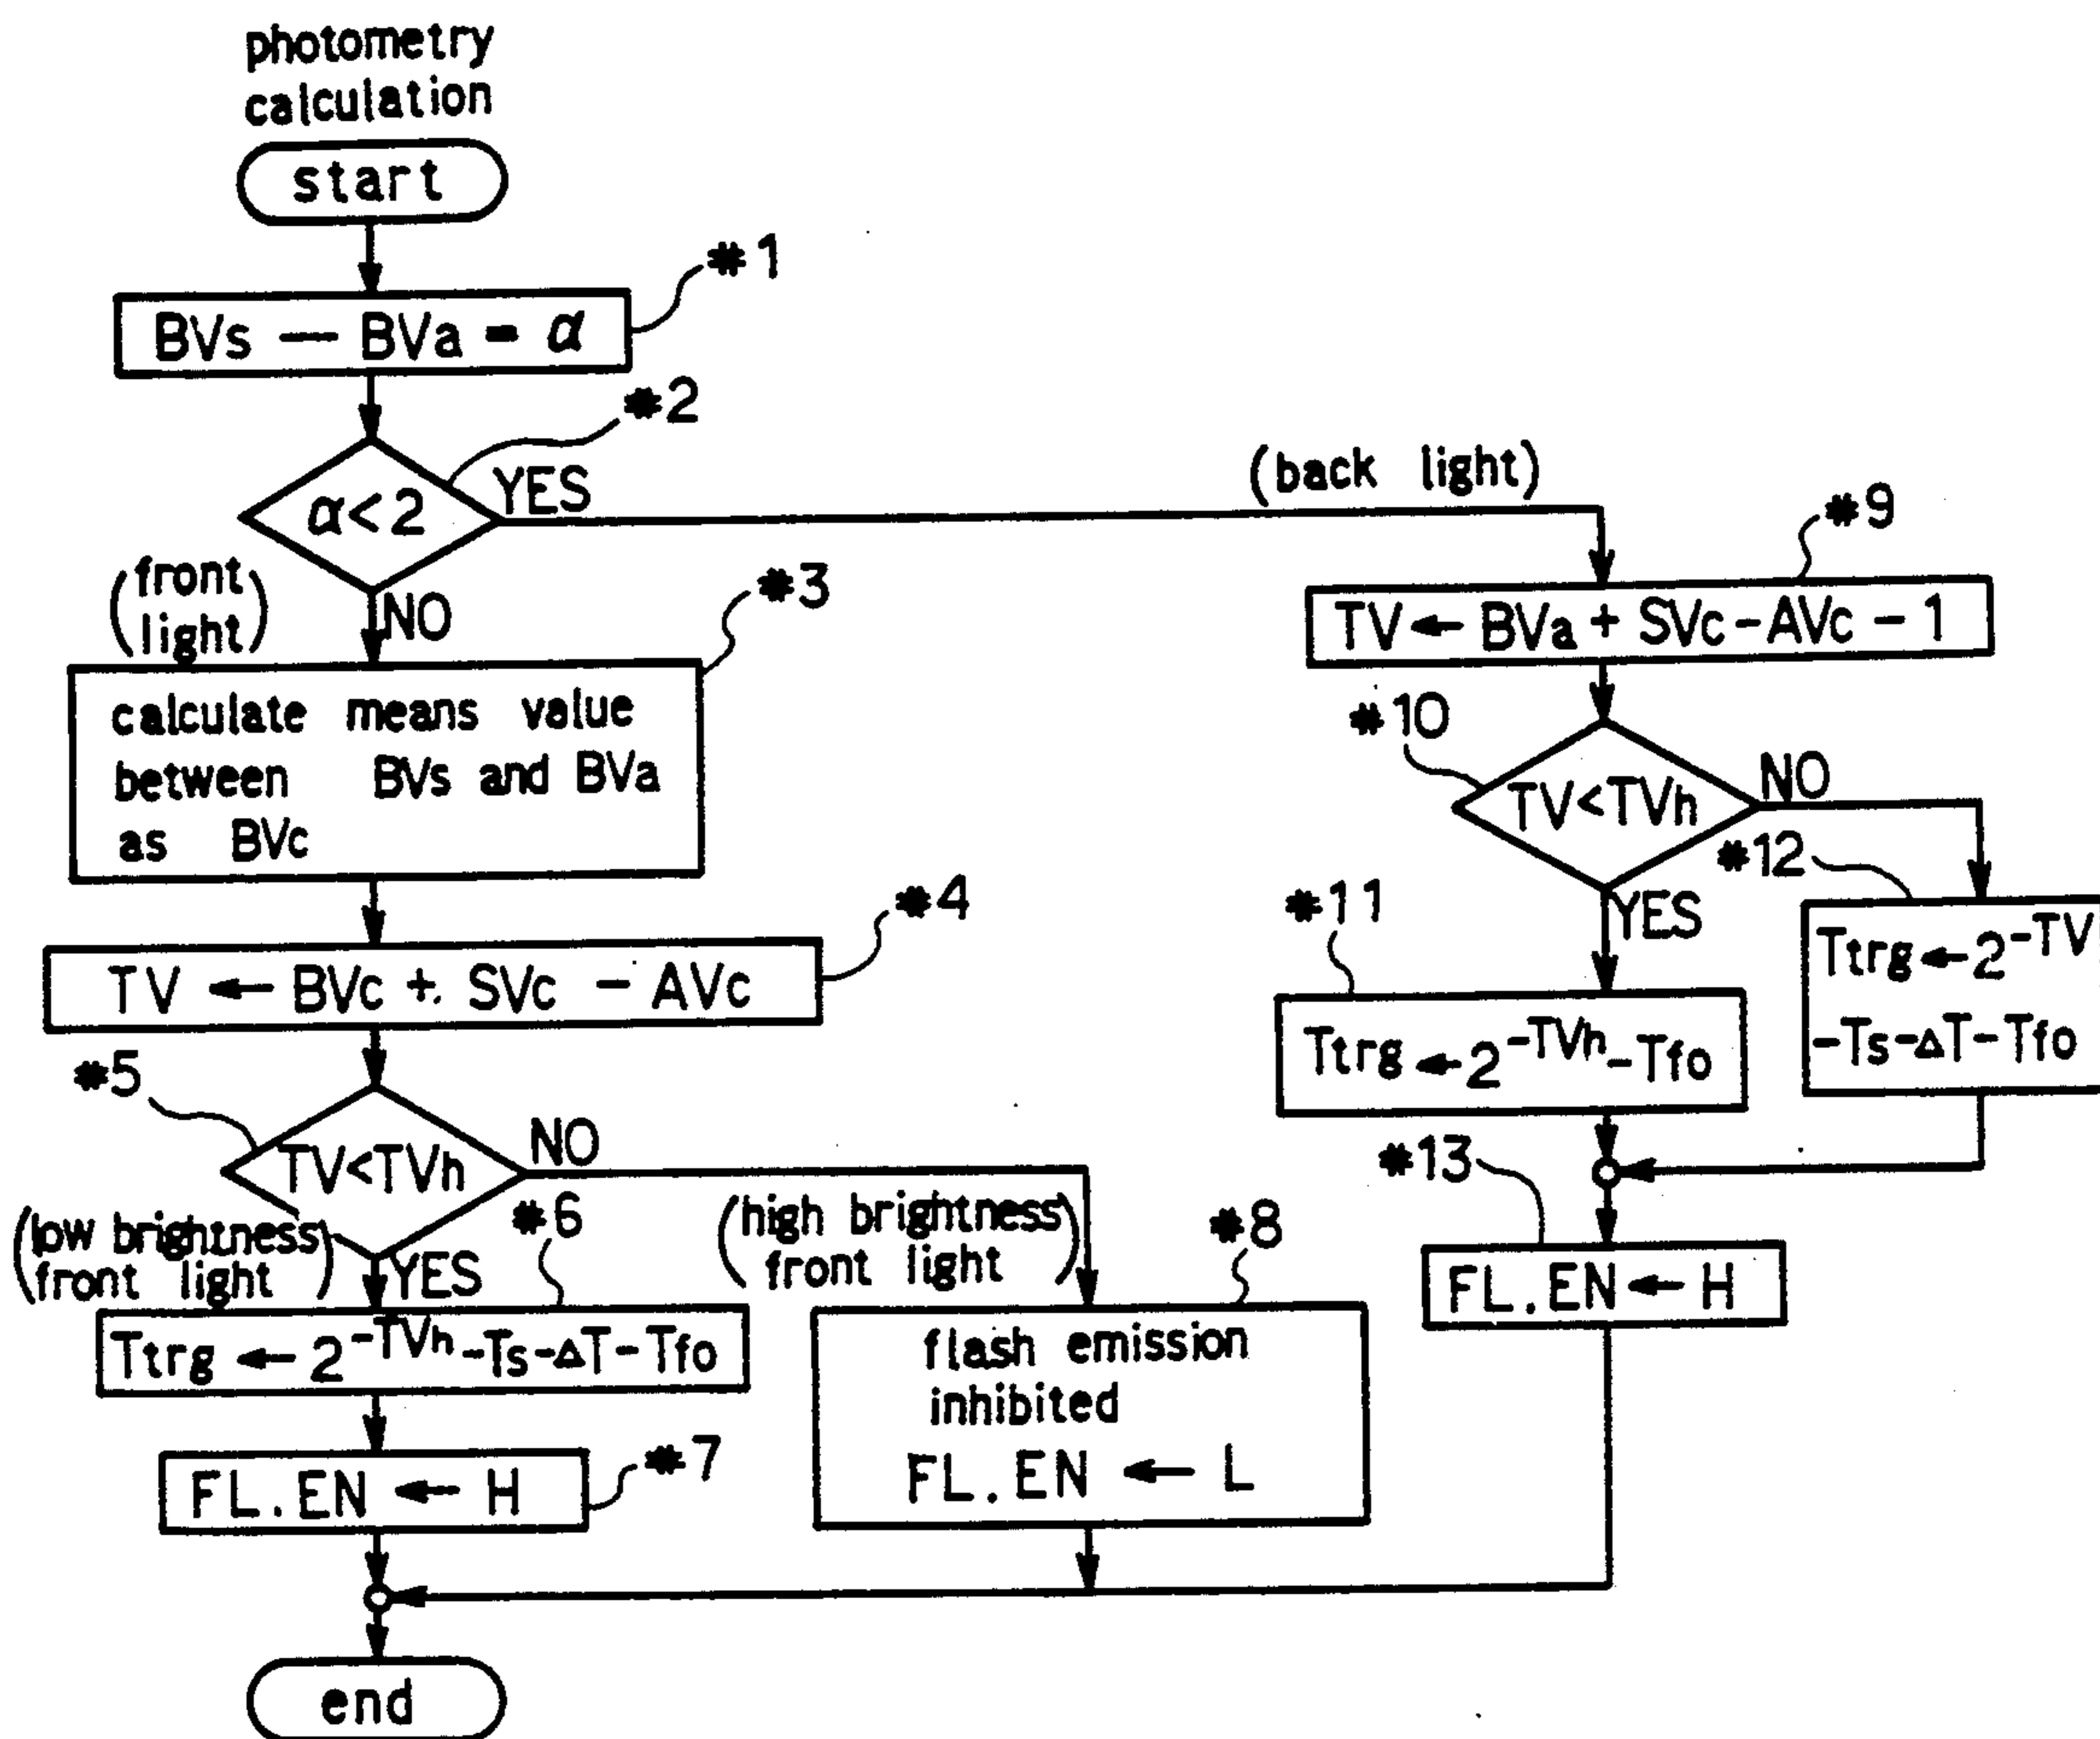 photometry
calculation
start
*1
BVs — BVa = α
*2
α<2
YES
(back light)
(front
light)
NO
*3
calculate means value
between BVs and BVa
as BVc
*4
TV ← BVc + SVc - AVc
*5
TV<TVh
NO
(low brightness
front light)
YES
*6
(high brightness
front light)
Ttrg ← 2^-TVh -Ts-ΔT-Tfo
*7
FL.EN ← H
*8
flash emission
inhibited
FL.EN ← L
*9
TV ← BVa + SVc - AVc - 1
*10
TV<TVh
NO
YES
*11
Ttrg ← 2^-TVh -Tfo
*12
Ttrg ← 2^-TV
-Ts-ΔT-Tfo
*13
FL.EN ← H
end